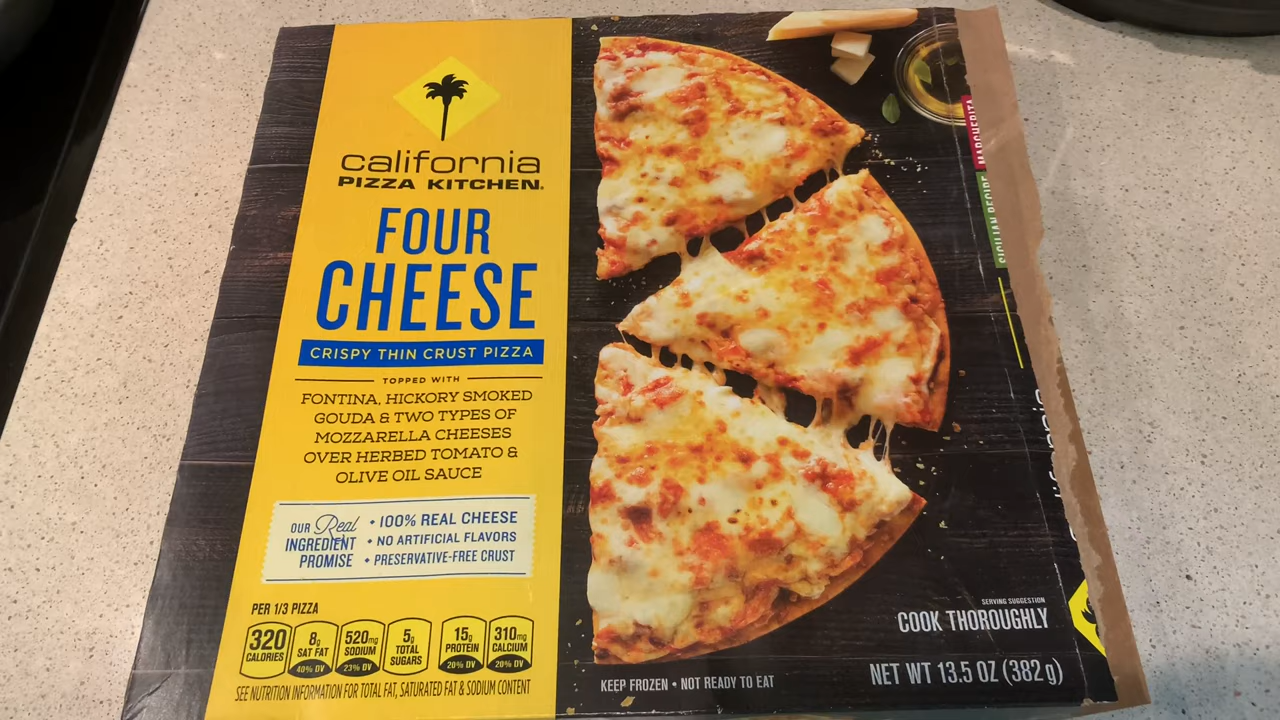 california
PIZZA KITCHEN®
FOUR
CHEESE
CRISPY THIN CRUST PIZZA
TOPPED WITH
FONTINA, HICKORY SMOKED
GOUDA & TWO TYPES OF
MOZZARELLA CHEESES
OVER HERBED TOMATO &
OLIVE OIL SAUCE
OUR Real
INGREDIENT
PROMISE
• 100% REAL CHEESE
• NO ARTIFICIAL FLAVORS
• PRESERVATIVE-FREE CRUST
PER 1/3 PIZZA
320
CALORIES
8g
SAT FAT
40% DV
520mg
SODIUM
23% DV
5g
TOTAL
SUGARS
15g
PROTEIN
20% DV
310mg
CALCIUM
20% DV
SEE NUTRITION INFORMATION FOR TOTAL FAT, SATURATED FAT & SODIUM CONTENT
KEEP FROZEN • NOT READY TO EAT
SERVING SUGGESTION
COOK THOROUGHLY
NET WT 13.5 OZ (382 g)
MARGHERITA
SICILIAN RECIPE